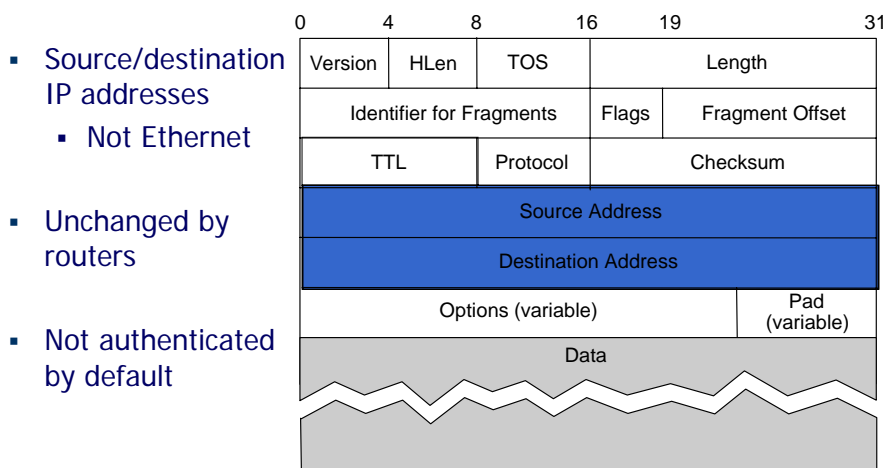 ▪ Source/destination
IP addresses
▪ Not Ethernet
▪ Unchanged by
routers
▪ Not authenticated
by default
0 4 8 16 19 31
Version HLen TOS Length
Identifier for Fragments Flags Fragment Offset
TTL Protocol Checksum
Source Address
Destination Address
Options (variable) Pad
(variable)
Data